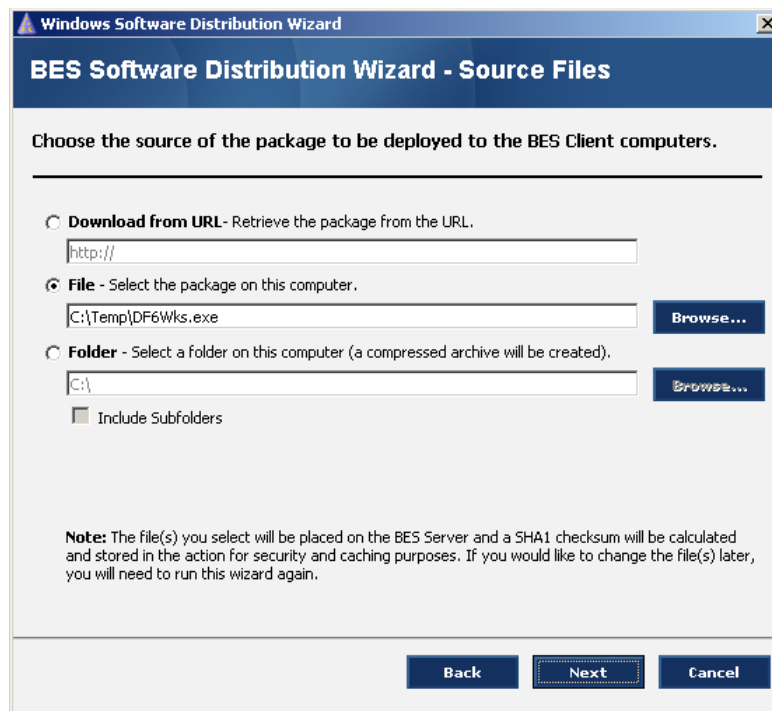 Windows Software Distribution Wizard
BES Software Distribution Wizard - Source Files
Choose the source of the package to be deployed to the BES Client computers.
Download from URL- Retrieve the package from the URL.
http://
File - Select the package on this computer.
C:\Temp\DF6Wks.exe
Browse...
Folder - Select a folder on this computer (a compressed archive will be created).
C:\
Browse...
Include Subfolders
Note: The file(s) you select will be placed on the BES Server and a SHA1 checksum will be calculated
and stored in the action for security and caching purposes. If you would like to change the file(s) later,
you will need to run this wizard again.
Back
Next
Cancel